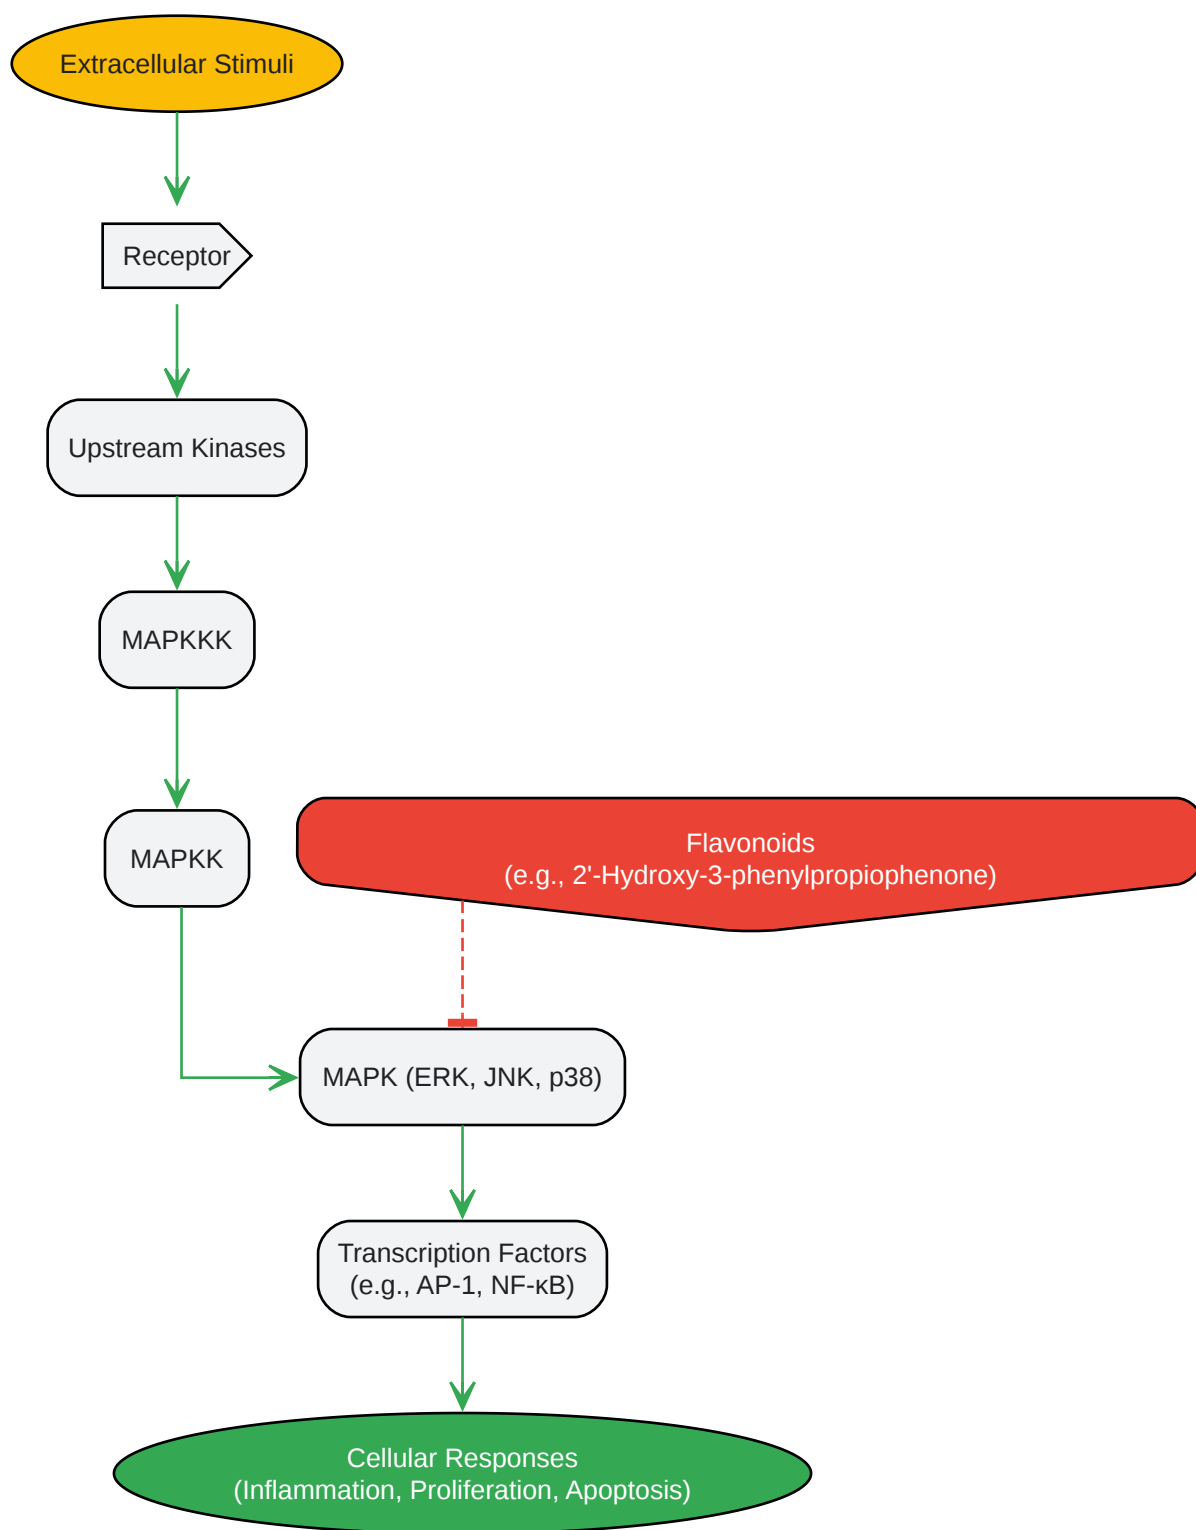 Extracellular Stimuli
Receptor
Upstream Kinases
MAPKKK
MAPKK
Flavonoids
(e.g., 2'-Hydroxy-3-phenylpropiophenone)
MAPK (ERK, JNK, p38)
Transcription Factors
(e.g., AP-1, NF-κB)
Cellular Responses
(Inflammation, Proliferation, Apoptosis)